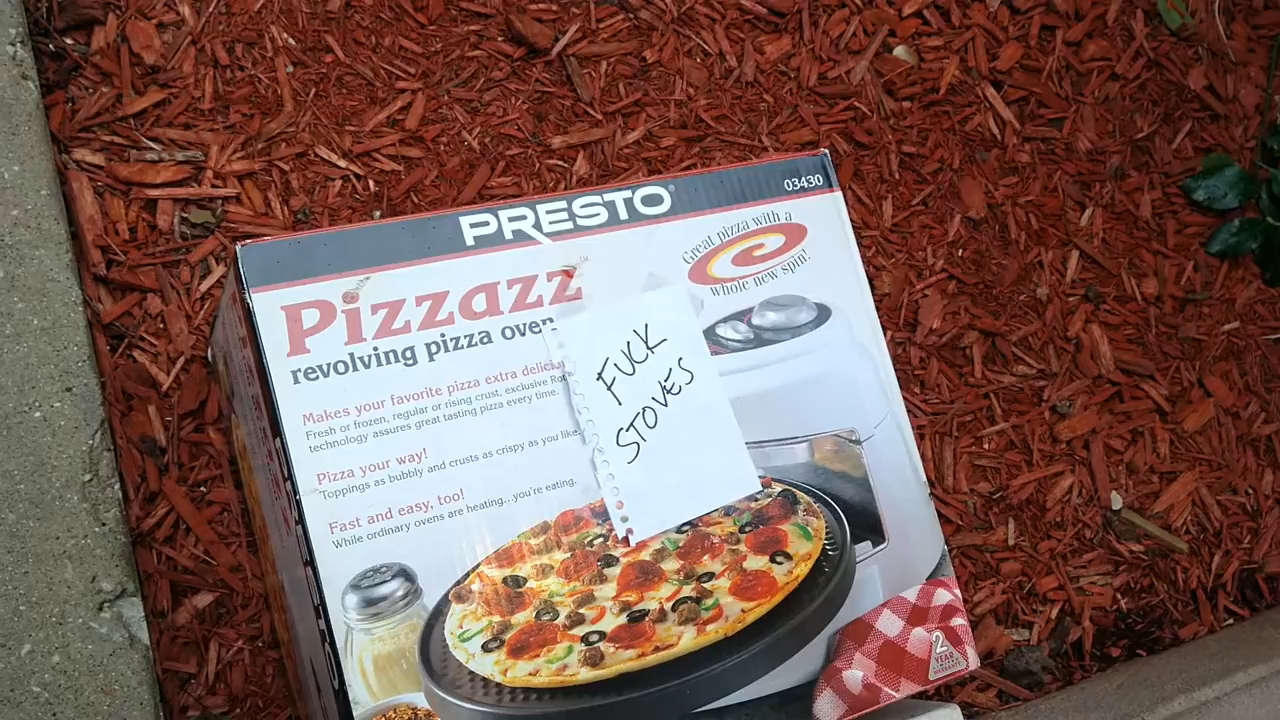 PRESTO®
03430
Great pizza with a
whole new spin!
Pizzazz™
revolving pizza oven
FUCK
STOVES
Makes your favorite pizza extra
Fresh or frozen, regular or rising crust, exclusive
technology assures great tasting pizza every time.
Pizza your way!
Toppings as bubbly and crusts as crispy as you like.
Fast and easy, too!
While ordinary ovens are heating...you're eating.
2
YEAR
WARRANTY